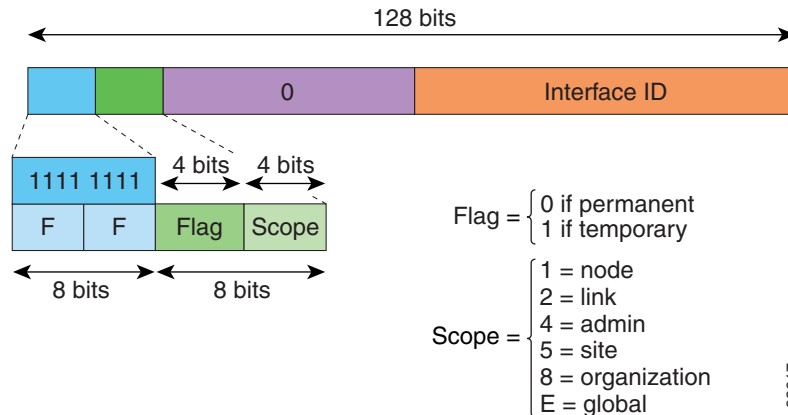 128 bits
0 Interface ID
4 bits 4 bits
1111 1111
F F Flag Scope
8 bits 8 bits
Flag = 0 if permanent
1 if temporary
Scope = 1 = node
2 = link
4 = admin
5 = site
8 = organization
E = global